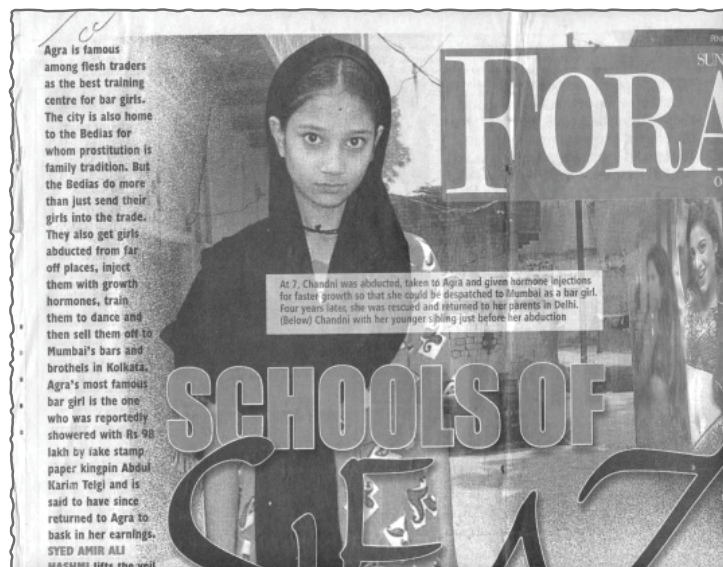 Agra is famous
among flesh traders
as the best training
centre for bar girls.
The city is also home
to the Bedias for
whom prostitution is
family tradition. But
the Bedias do more
than just send their
girls into the trade.
They also get girls
abducted from far
off places, inject
them with growth
hormones, train
them to dance and
then sell them off to
Mumbai's bars and
brothels in Kolkata.
Agra's most famous
bar girl is the one
who was reportedly
showered with Rs 98
lakh by fake stamp
paper kingpin Abdul
Karim Telgi and is
said to have since
returned to Agra to
bask in her earnings.
SYED AMIR ALI
HASHMI lifts the veil
SUN
FORA
At 7, Chandni was abducted, taken to Agra and given hormone injections
for faster growth so that she could be despatched to Mumbai as a bar girl.
Four years later, she was rescued and returned to her parents in Delhi.
(Below) Chandni with her younger sibling just before her abduction
SCHOOLS OF